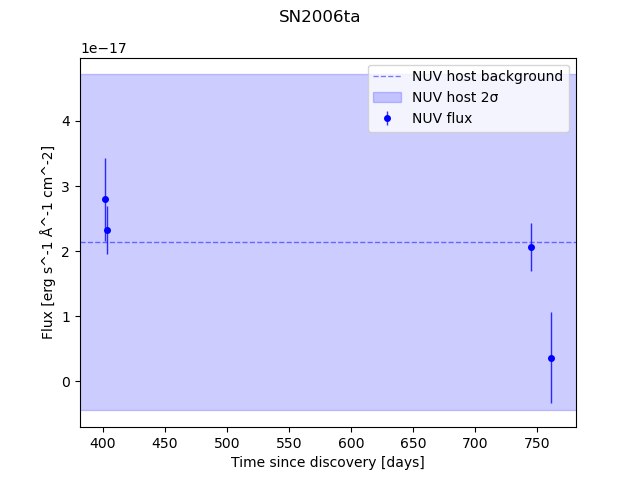 SN2006ta
1e−17
NUV host background
NUV host 2σ
NUV flux
Flux [erg s^-1 Å^-1 cm^-2]
4
3
2
1
0
400 450 500 550 600 650 700 750
Time since discovery [days]